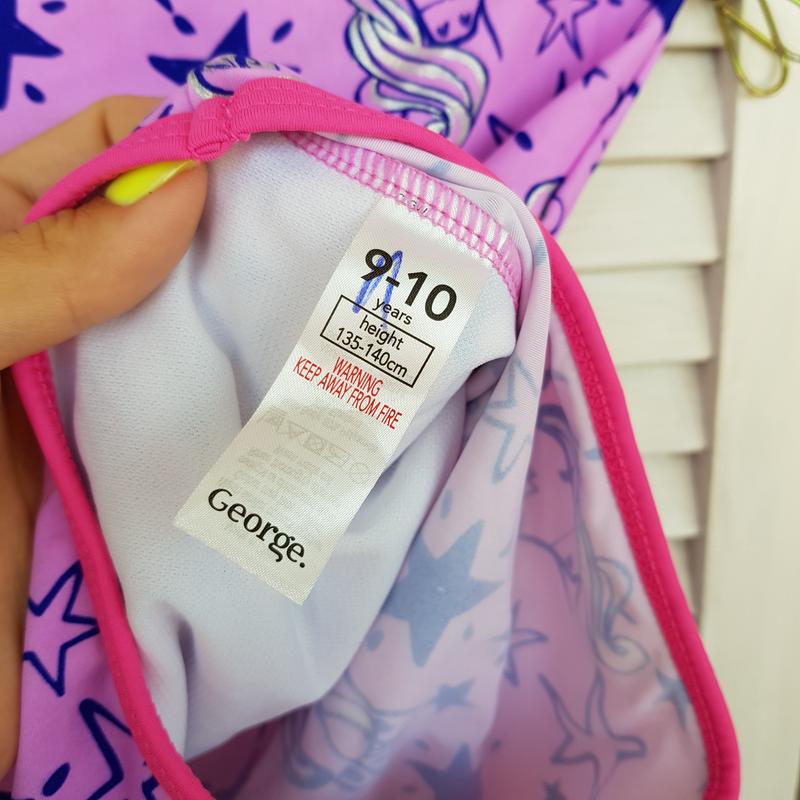 9-10
years
height
135-140cm
WARNING
KEEP AWAY FROM FIRE
George.